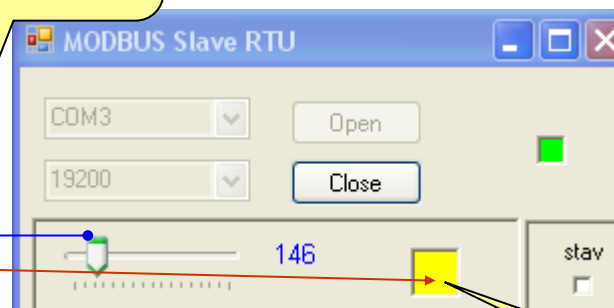 MODBUS Slave RTU
COM3
Open
19200
Close
146
stav